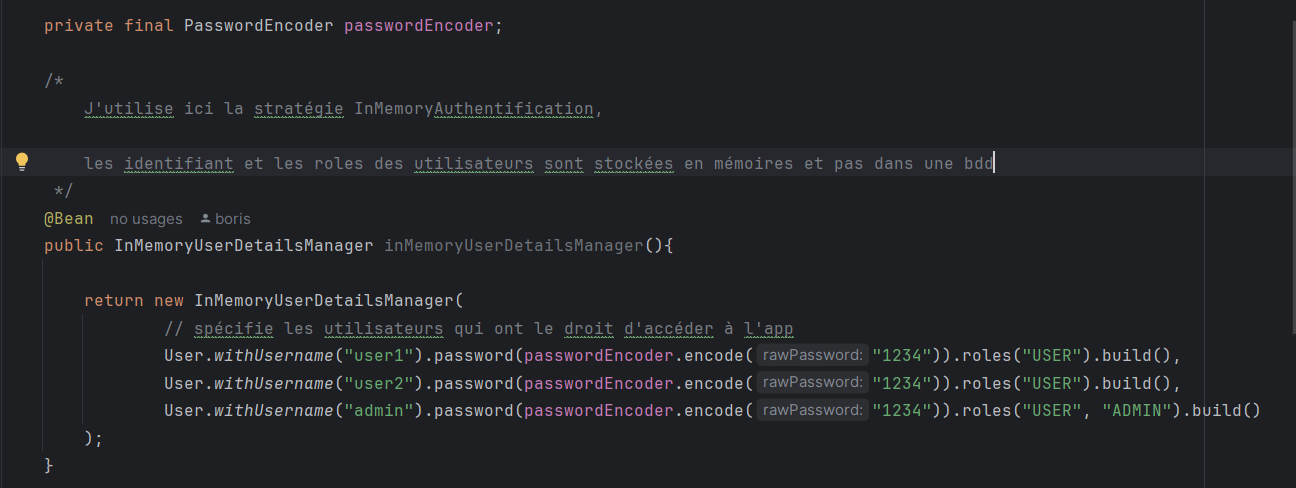 private final PasswordEncoder passwordEncoder;
/*
J'utilise ici la stratégie InMemoryAuthentification,
les identifiant et les roles des utilisateurs sont stockées en mémoires et pas dans une bdd
*/
@Bean no usages boris
public InMemoryUserDetailsManager inMemoryUserDetailsManager(){
return new InMemoryUserDetailsManager(
// spécifie les utilisateurs qui ont le droit d'accéder à l'app
User.withUsername("user1").password(passwordEncoder.encode( rawPassword: "1234")).roles("USER").build(),
User.withUsername("user2").password(passwordEncoder.encode( rawPassword: "1234")).roles("USER").build(),
User.withUsername("admin").password(passwordEncoder.encode( rawPassword: "1234")).roles("USER", "ADMIN").build()
);
}